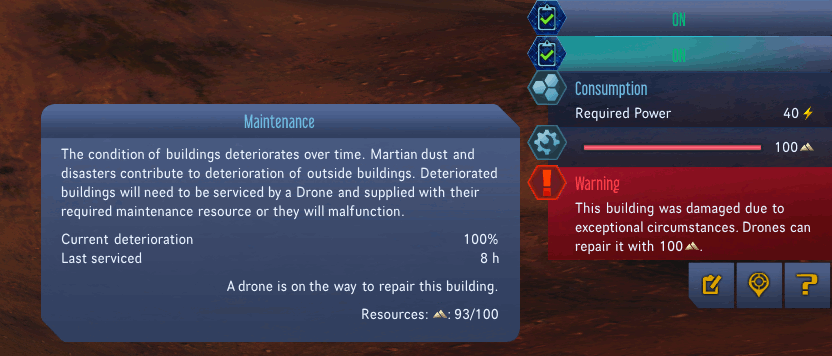 ON
ON
Consumption
Required Power 40
100
Warning
This building was damaged due to
exceptional circumstances. Drones can
repair it with 100.
Maintenance
The condition of buildings deteriorates over time. Martian dust and
disasters contribute to deterioration of outside buildings. Deteriorated
buildings will need to be serviced by a Drone and supplied with their
required maintenance resource or they will malfunction.
Current deterioration 100%
Last serviced 8 h
A drone is on the way to repair this building.
Resources: : 93/100